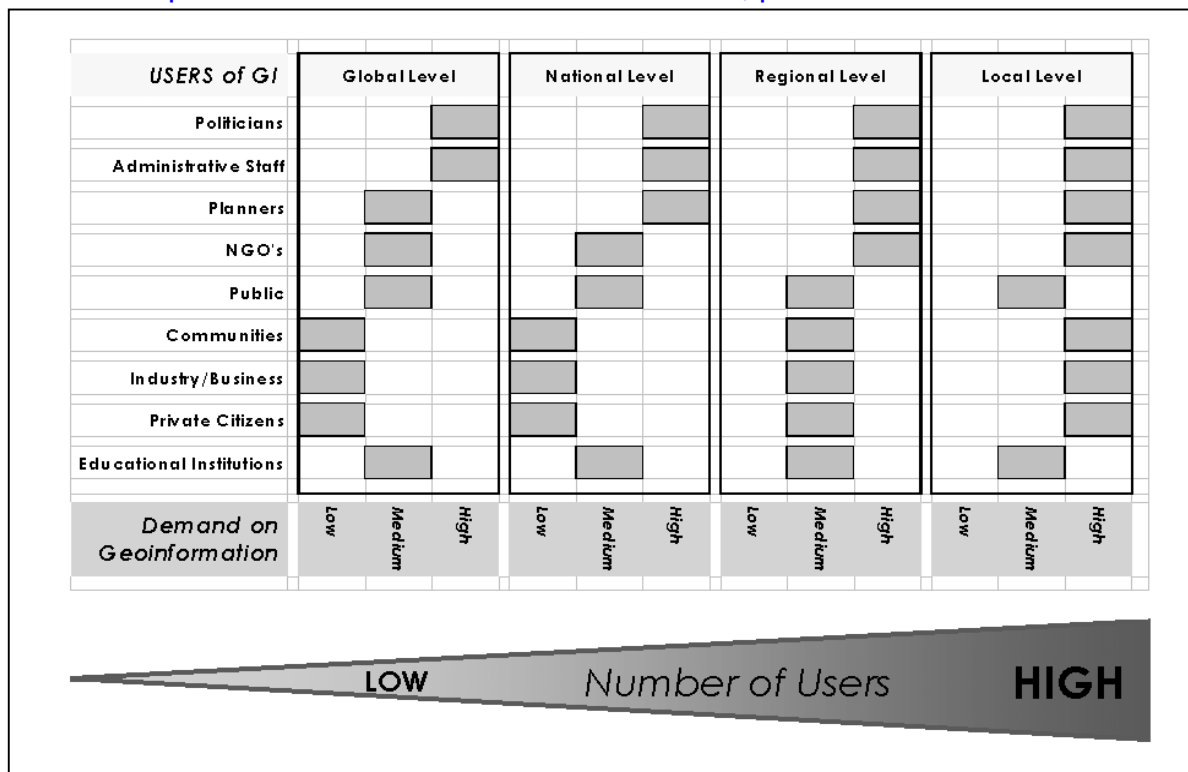 USERS of GI
Global Level
National Level
Regional Level
Local Level
Politicians
Administrative Staff
Planners
NGO's
Public
Communities
Industry/Business
Private Citizens
Educational Institutions
Demand on
Geoinformation
Low
Medium
High
Low
Medium
High
Low
Medium
High
Low
Medium
High
LOW
Number of Users
HIGH